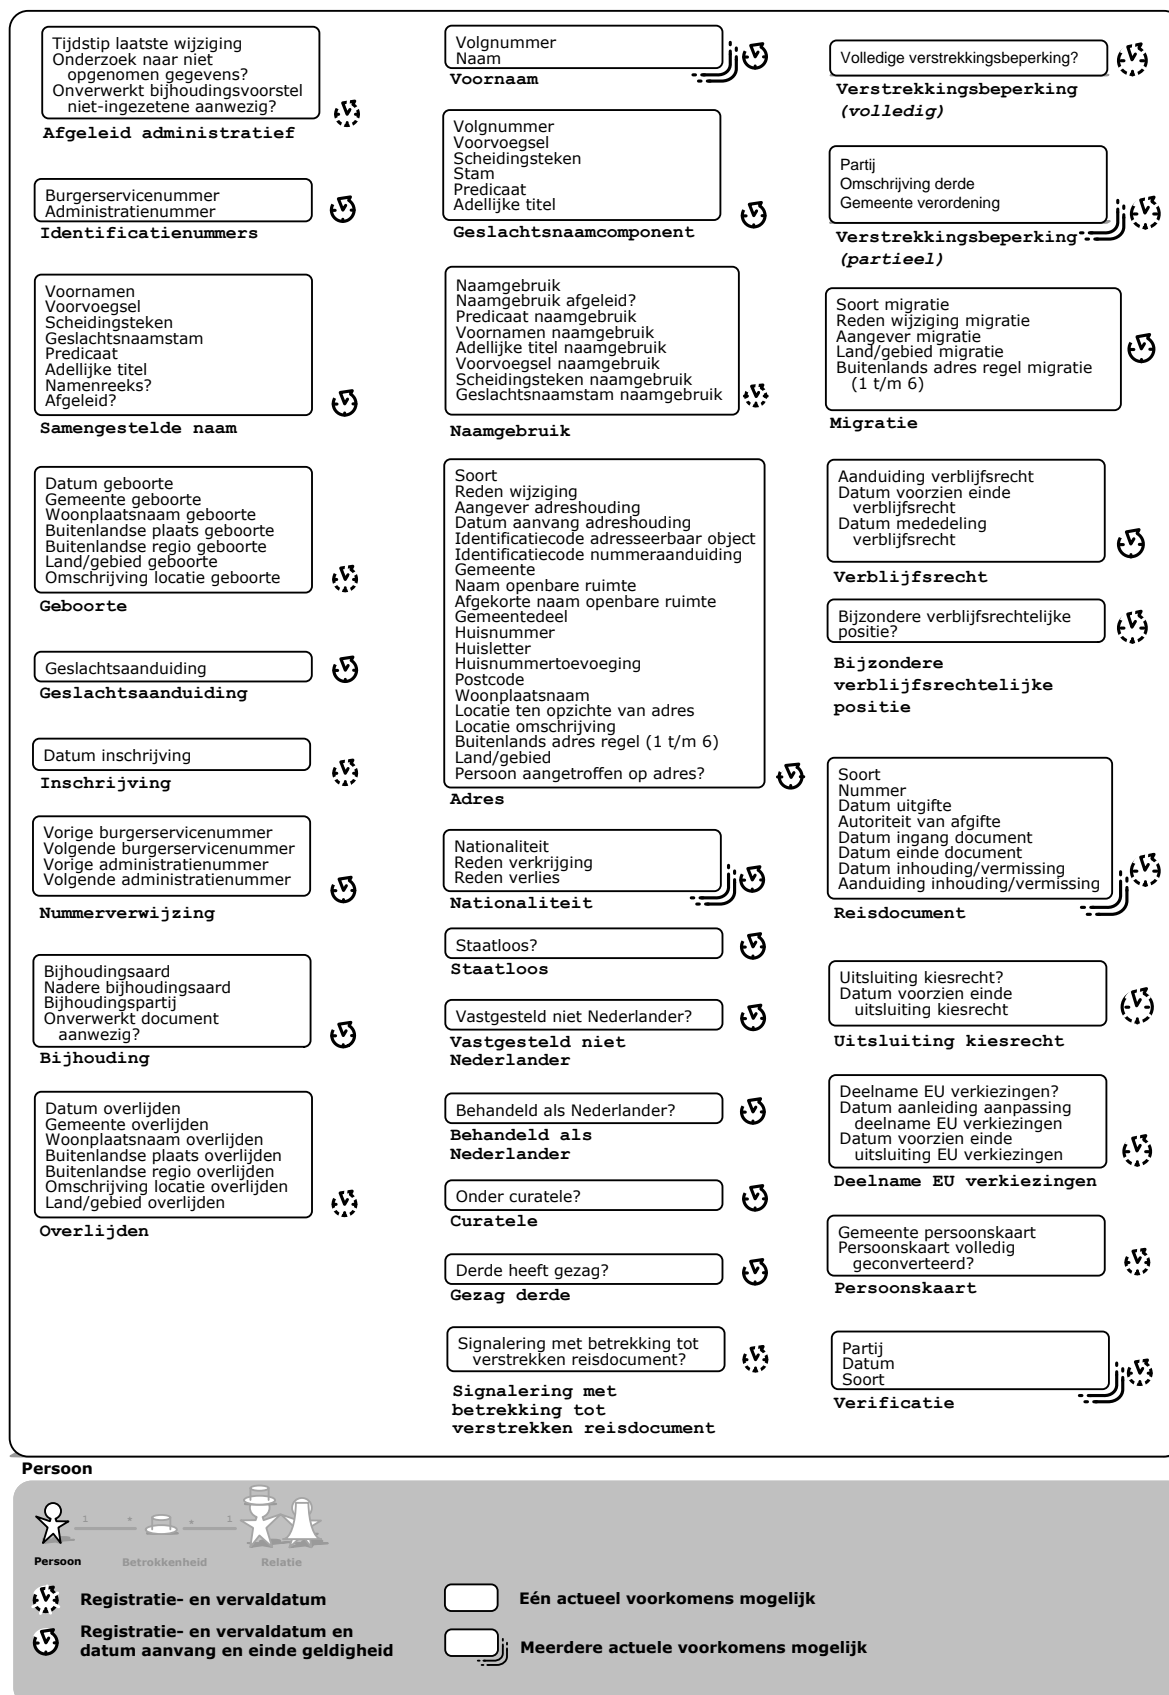 Tijdstip laatste wijziging
Onderzoek naar niet
opgenomen gegevens?
Onverwerkt bijhoudingsvoorstel
niet-ingezetene aanwezig?
Afgeleid administratief
Burgerservicenummer
Administratienummer
Identificatienummers
Voornamen
Voorvoegsel
Scheidingsteken
Geslachtsnaamstam
Predicaat
Adellijke titel
Namenreeks?
Afgeleid?
Samengestelde naam
Datum geboorte
Gemeente geboorte
Woonplaatsnaam geboorte
Buitenlandse plaats geboorte
Buitenlandse regio geboorte
Land/gebied geboorte
Omschrijving locatie geboorte
Geboorte
Geslachtsaanduiding
Geslachtsaanduiding
Datum inschrijving
Inschrijving
Vorige burgerservicenummer
Volgende burgerservicenummer
Vorige administratienummer
Volgende administratienummer
Nummerverwijzing
Bijhoudingsaard
Nadere bijhoudingsaard
Bijhoudingspartij
Onverwerkt document
aanwezig?
Bijhouding
Datum overlijden
Gemeente overlijden
Woonplaatsnaam overlijden
Buitenlandse plaats overlijden
Buitenlandse regio overlijden
Omschrijving locatie overlijden
Land/gebied overlijden
Overlijden
Volgnummer
Naam
Voornaam
Volgnummer
Voorvoegsel
Scheidingsteken
Stam
Predicaat
Adellijke titel
Geslachtsnaamcomponent
Naamgebruik
Naamgebruik afgeleid?
Predicaat naamgebruik
Voornamen naamgebruik
Adellijke titel naamgebruik
Voorvoegsel naamgebruik
Scheidingsteken naamgebruik
Geslachtsnaamstam naamgebruik
Naamgebruik
Soort
Reden wijziging
Aangever adreshouding
Datum aanvang adreshouding
Identificatiecode adresseerbaar object
Identificatiecode nummeraanduiding
Gemeente
Naam openbare ruimte
Afgekorte naam openbare ruimte
Gemeentedeel
Huisnummer
Huisletter
Huisnummertoevoeging
Postcode
Woonplaatsnaam
Locatie ten opzichte van adres
Locatie omschrijving
Buitenlands adres regel (1 t/m 6)
Land/gebied
Persoon aangetroffen op adres?
Adres
Nationaliteit
Reden verkrijging
Reden verlies
Nationaliteit
Staatloos?
Staatloos
Vastgesteld niet Nederlander?
Vastgesteld niet
Nederlander
Behandeld als Nederlander?
Behandeld als
Nederlander
Onder curatele?
Curatele
Derde heeft gezag?
Gezag derde
Signalering met betrekking tot
verstrekken reisdocument?
Signalering met
betrekking tot
verstrekken reisdocument
Volledige verstrekkingsbeperking?
Verstrekkingsbeperking
(volledig)
Partij
Omschrijving derde
Gemeente verordening
Verstrekkingsbeperking
(partieel)
Soort migratie
Reden wijziging migratie
Aangever migratie
Land/gebied migratie
Buitenlands adres regel migratie
(1 t/m 6)
Migratie
Aanduiding verblijfsrecht
Datum voorzien einde
verblijfsrecht
Datum mededeling
verblijfsrecht
Verblijfsrecht
Bijzondere verblijfsrechtelijke
positie?
Bijzondere
verblijfsrechtelijke
positie
Soort
Nummer
Datum uitgifte
Autoriteit van afgifte
Datum ingang document
Datum einde document
Datum inhouding/vermissing
Aanduiding inhouding/vermissing
Reisdocument
Uitsluiting kiesrecht?
Datum voorzien einde
uitsluiting kiesrecht
Uitsluiting kiesrecht
Deelname EU verkiezingen?
Datum aanleiding aanpassing
deelname EU verkiezingen
Datum voorzien einde
uitsluiting EU verkiezingen
Deelname EU verkiezingen
Gemeente persoonskaart
Persoonskaart volledig
geconverteerd?
Persoonskaart
Partij
Datum
Soort
Verificatie
Persoon
1 * * 1
Persoon Betrokkenheid Relatie
Registratie- en vervaldatum
Registratie- en vervaldatum en
datum aanvang en einde geldigheid
Eén actueel voorkomens mogelijk
Meerdere actuele voorkomens mogelijk